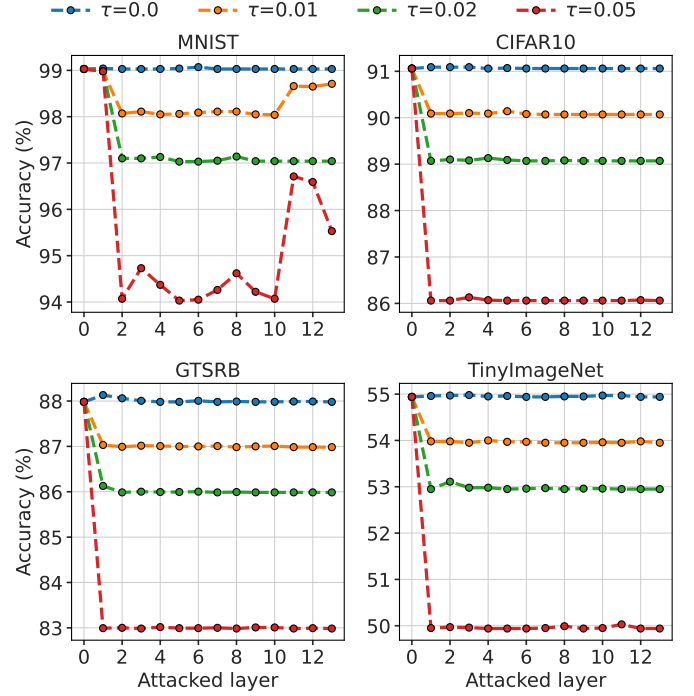 τ=0.0 τ=0.01 τ=0.02 τ=0.05
MNIST
99
98
97
96
95
94
0 2 4 6 8 10 12
Accuracy (%)
CIFAR10
91
90
89
88
87
86
0 2 4 6 8 10 12
GTSRB
88
87
86
85
84
83
0 2 4 6 8 10 12
Accuracy (%)
Attacked layer
TinyImageNet
55
54
53
52
51
50
0 2 4 6 8 10 12
Attacked layer